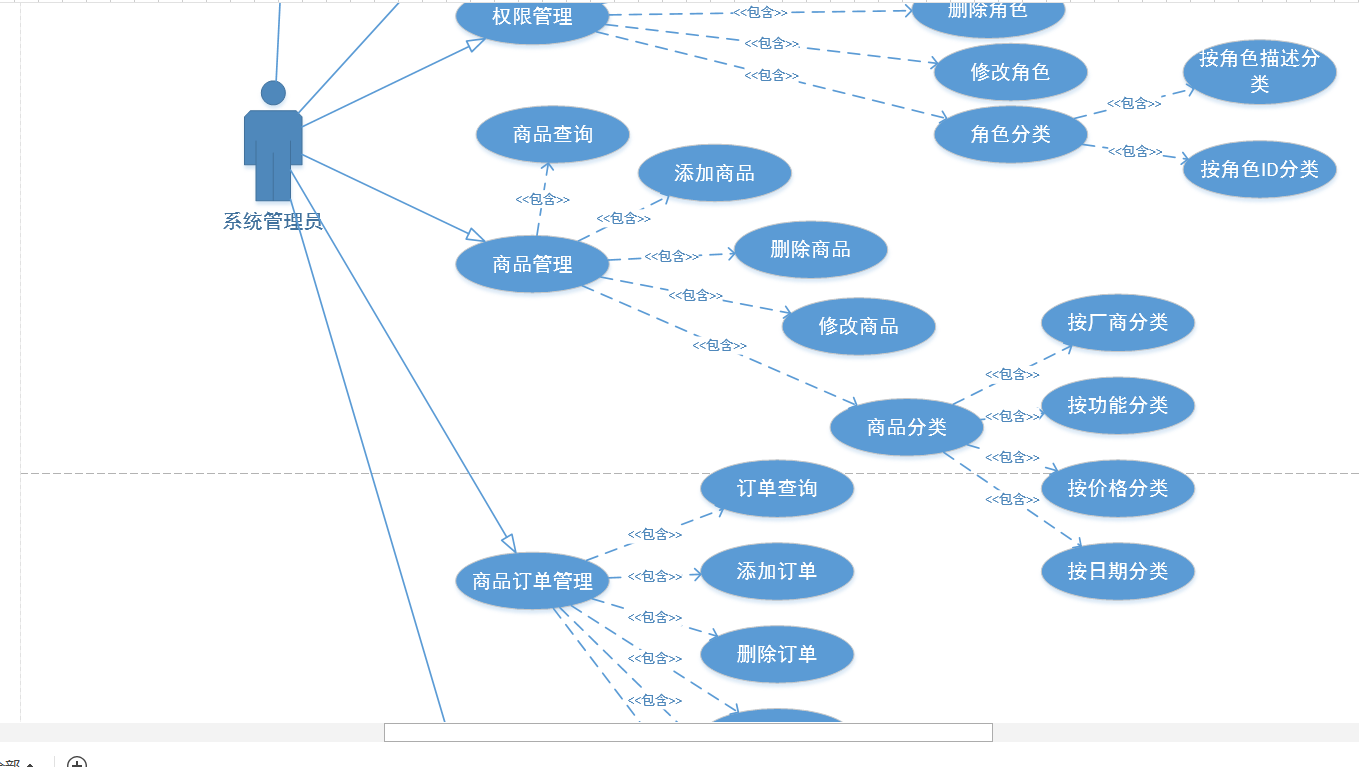 权限管理
<<包含>>
删除角色
<<包含>>
修改角色
<<包含>>
角色分类
<<包含>>
按角色描述分
类
<<包含>>
按角色ID分类
系统管理员
商品查询
<<包含>>
添加商品
<<包含>>
商品管理
<<包含>>
删除商品
<<包含>>
修改商品
<<包含>>
商品分类
<<包含>>
按厂商分类
<<包含>>
按功能分类
<<包含>>
按价格分类
<<包含>>
按日期分类
商品订单管理
<<包含>>
订单查询
<<包含>>
添加订单
<<包含>>
删除订单
<<包含>>
<<包含>>